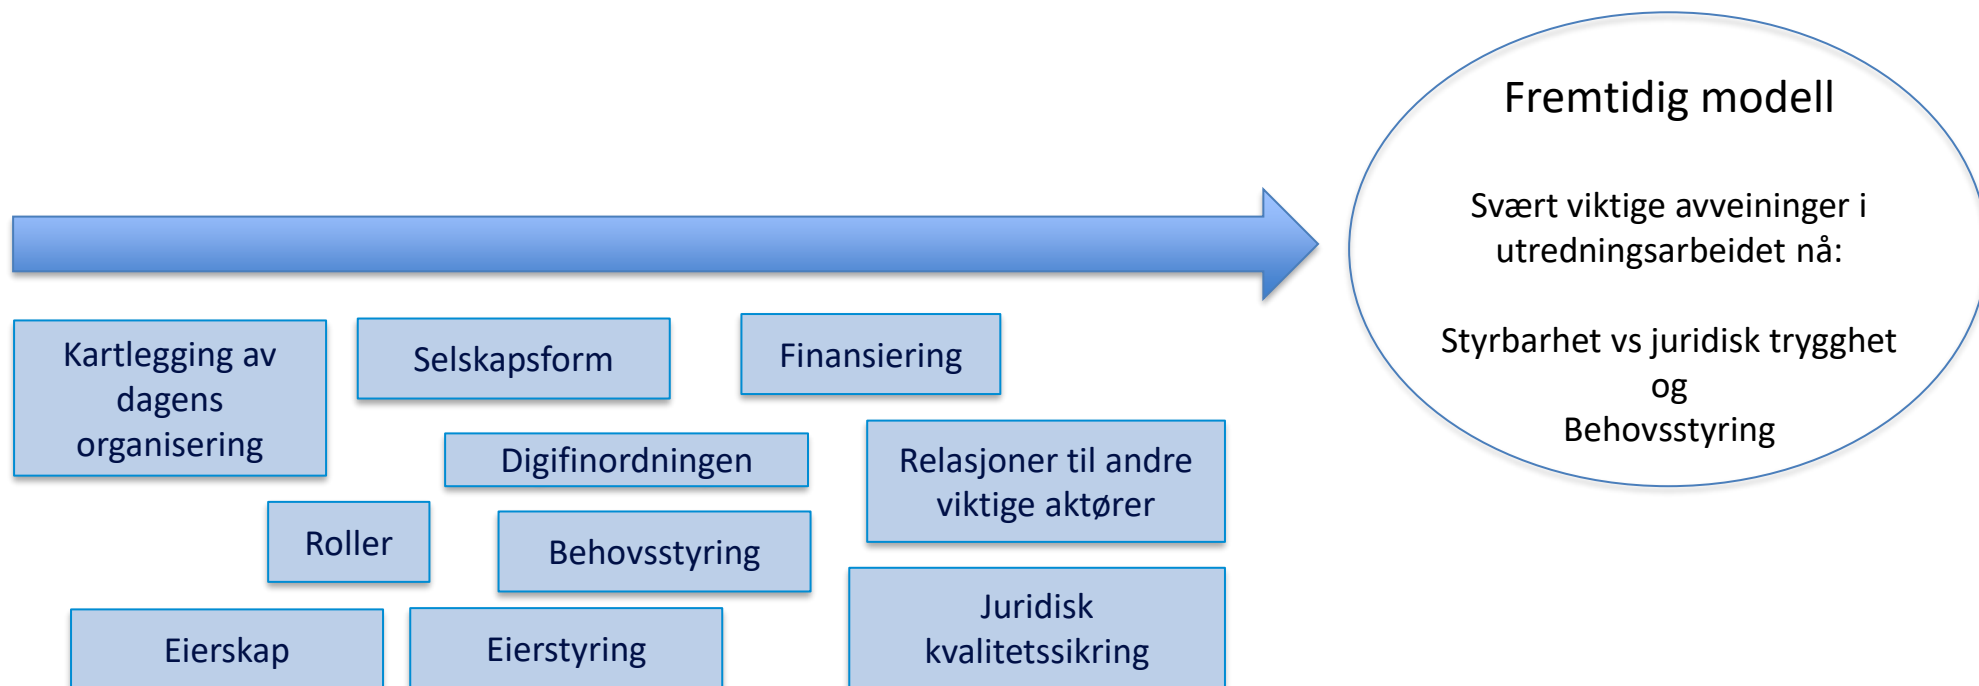 Fremtidig modell
Svært viktige avveininger i
utredningsarbeidet nå:
Styrbarhet vs juridisk trygghet
og
Behovsstyring
Kartlegging av
dagens
organisering
Selskapsform
Finansiering
Digifinordningen
Relasjoner til andre
viktige aktører
Roller
Behovsstyring
Juridisk
kvalitetssikring
Eierskap
Eierstyring